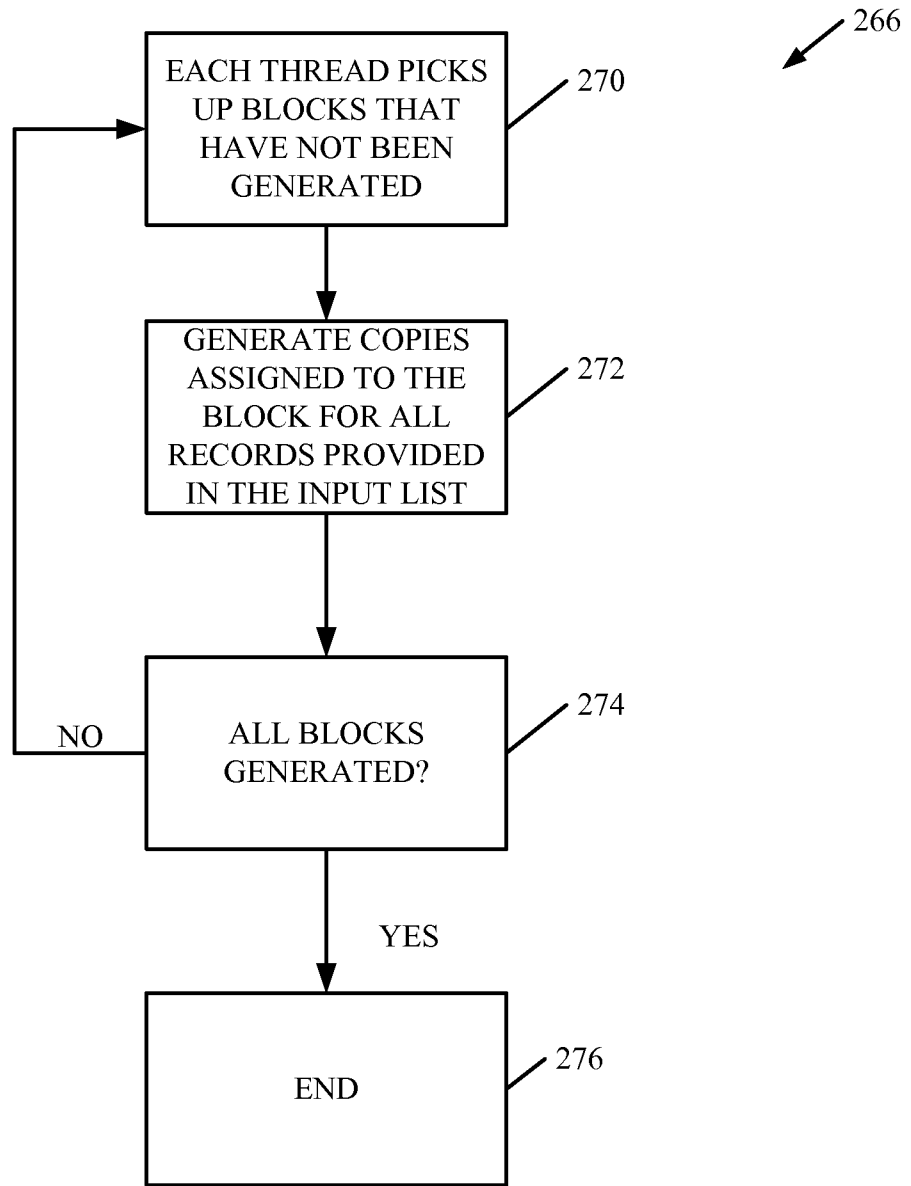 266
EACH THREAD PICKS
UP BLOCKS THAT
HAVE NOT BEEN
GENERATED
270
GENERATE COPIES
ASSIGNED TO THE
BLOCK FOR ALL
RECORDS PROVIDED
IN THE INPUT LIST
272
ALL BLOCKS
GENERATED?
274
NO
YES
END
276